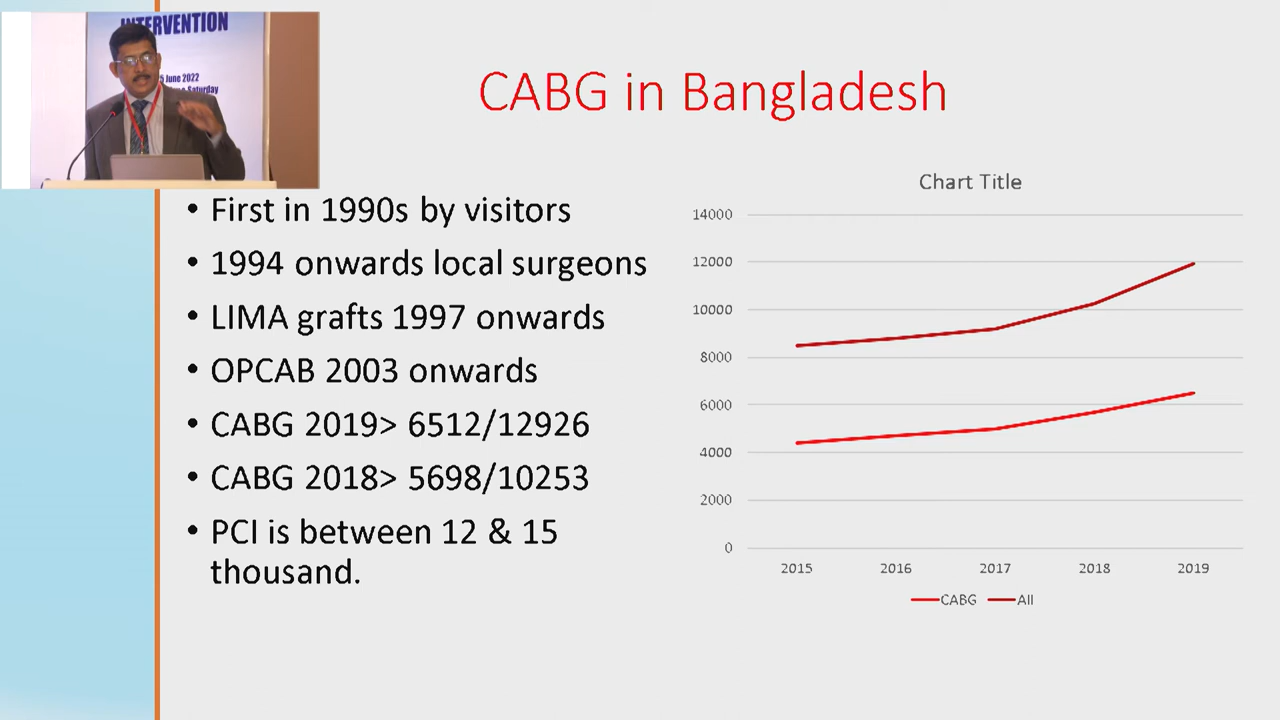 INTERVENTION
5 June 2022
Saturday
CABG in Bangladesh
• First in 1990s by visitors
• 1994 onwards local surgeons
• LIMA grafts 1997 onwards
• OPCAB 2003 onwards
• CABG 2019> 6512/12926
• CABG 2018> 5698/10253
• PCI is between 12 & 15
thousand.
Chart Title
14000
12000
10000
8000
6000
4000
2000
0
2015 2016 2017 2018 2019
CABG All